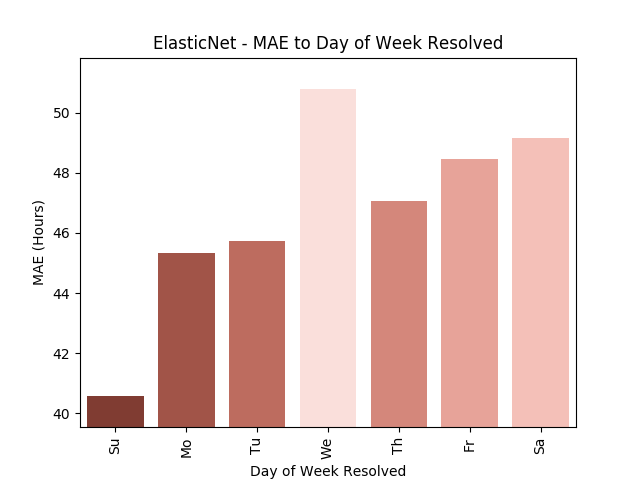 ElasticNet - MAE to Day of Week Resolved
MAE (Hours)
50
48
46
44
42
40
Su
Mo
Tu
We
Th
Fr
Sa
Day of Week Resolved